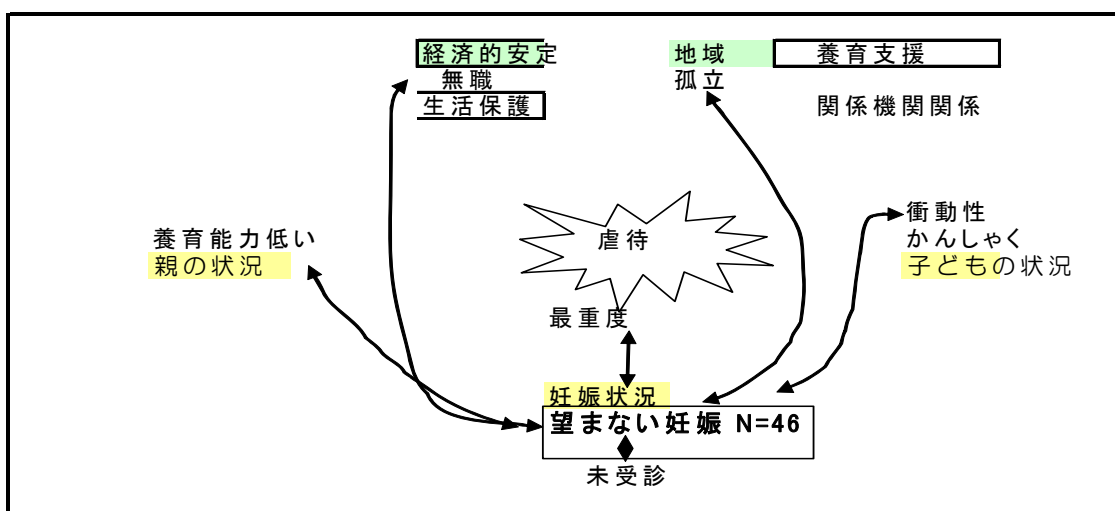 経済的安定
無職
生活保護
地域
孤立
養育支援
関係機関関係
虐待
最重度
養育能力低い
親の状況
衝動性
かんしゃく
子どもの状況
妊娠状況
望まない妊娠 N=46
未受診